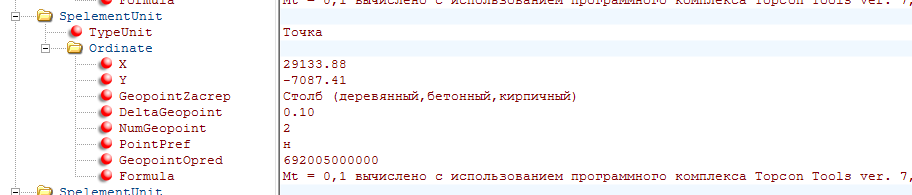 Formula Mt = 0,1 вычислено с использованием программного комплекса Topcon Tools ver. 7,
SpelementUnit
TypeUnit Точка
Ordinate
X 29133.88
Y -7087.41
GeopointZacrep Столб (деревянный,бетонный,кирпичный)
DeltaGeopoint 0.10
NumGeopoint 2
PointPref н
GeopointOpred 692005000000
Formula Mt = 0,1 вычислено с использованием программного комплекса Topcon Tools ver. 7,
SpelementUnit